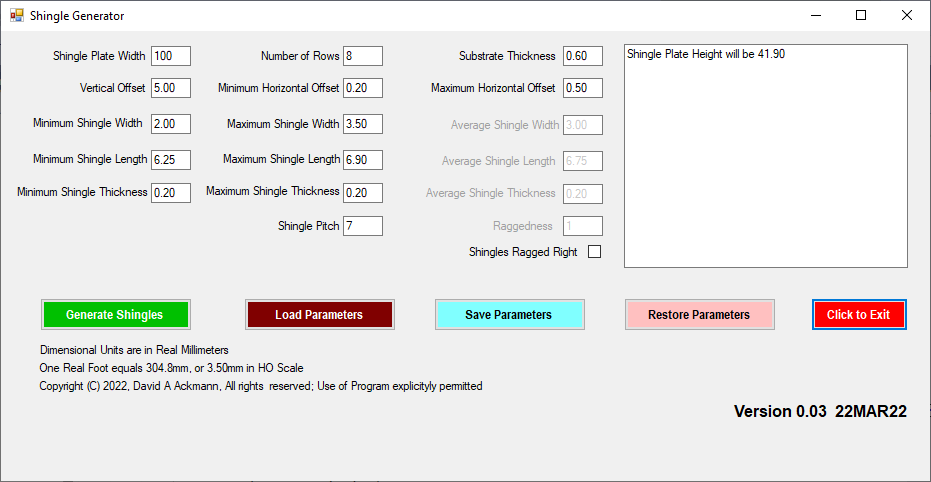 Shingle Generator
Shingle Plate Width 100 Number of Rows 8 Substrate Thickness 0.60 Shingle Plate Height will be 41.90
Vertical Offset 5.00 Minimum Horizontal Offset 0.20 Maximum Horizontal Offset 0.50
Minimum Shingle Width 2.00 Maximum Shingle Width 3.50 Average Shingle Width 3.00
Minimum Shingle Length 6.25 Maximum Shingle Length 6.90 Average Shingle Length 6.75
Minimum Shingle Thickness 0.20 Maximum Shingle Thickness 0.20 Average Shingle Thickness 0.20
Shingle Pitch 7 Raggedness 1
Shingles Ragged Right
Generate Shingles Load Parameters Save Parameters Restore Parameters Click to Exit
Dimensional Units are in Real Millimeters
One Real Foot equals 304.8mm, or 3.50mm in HO Scale
Copyright (C) 2022, David A Ackmann, All rights reserved; Use of Program explicitlyly permitted
Version 0.03 22MAR22